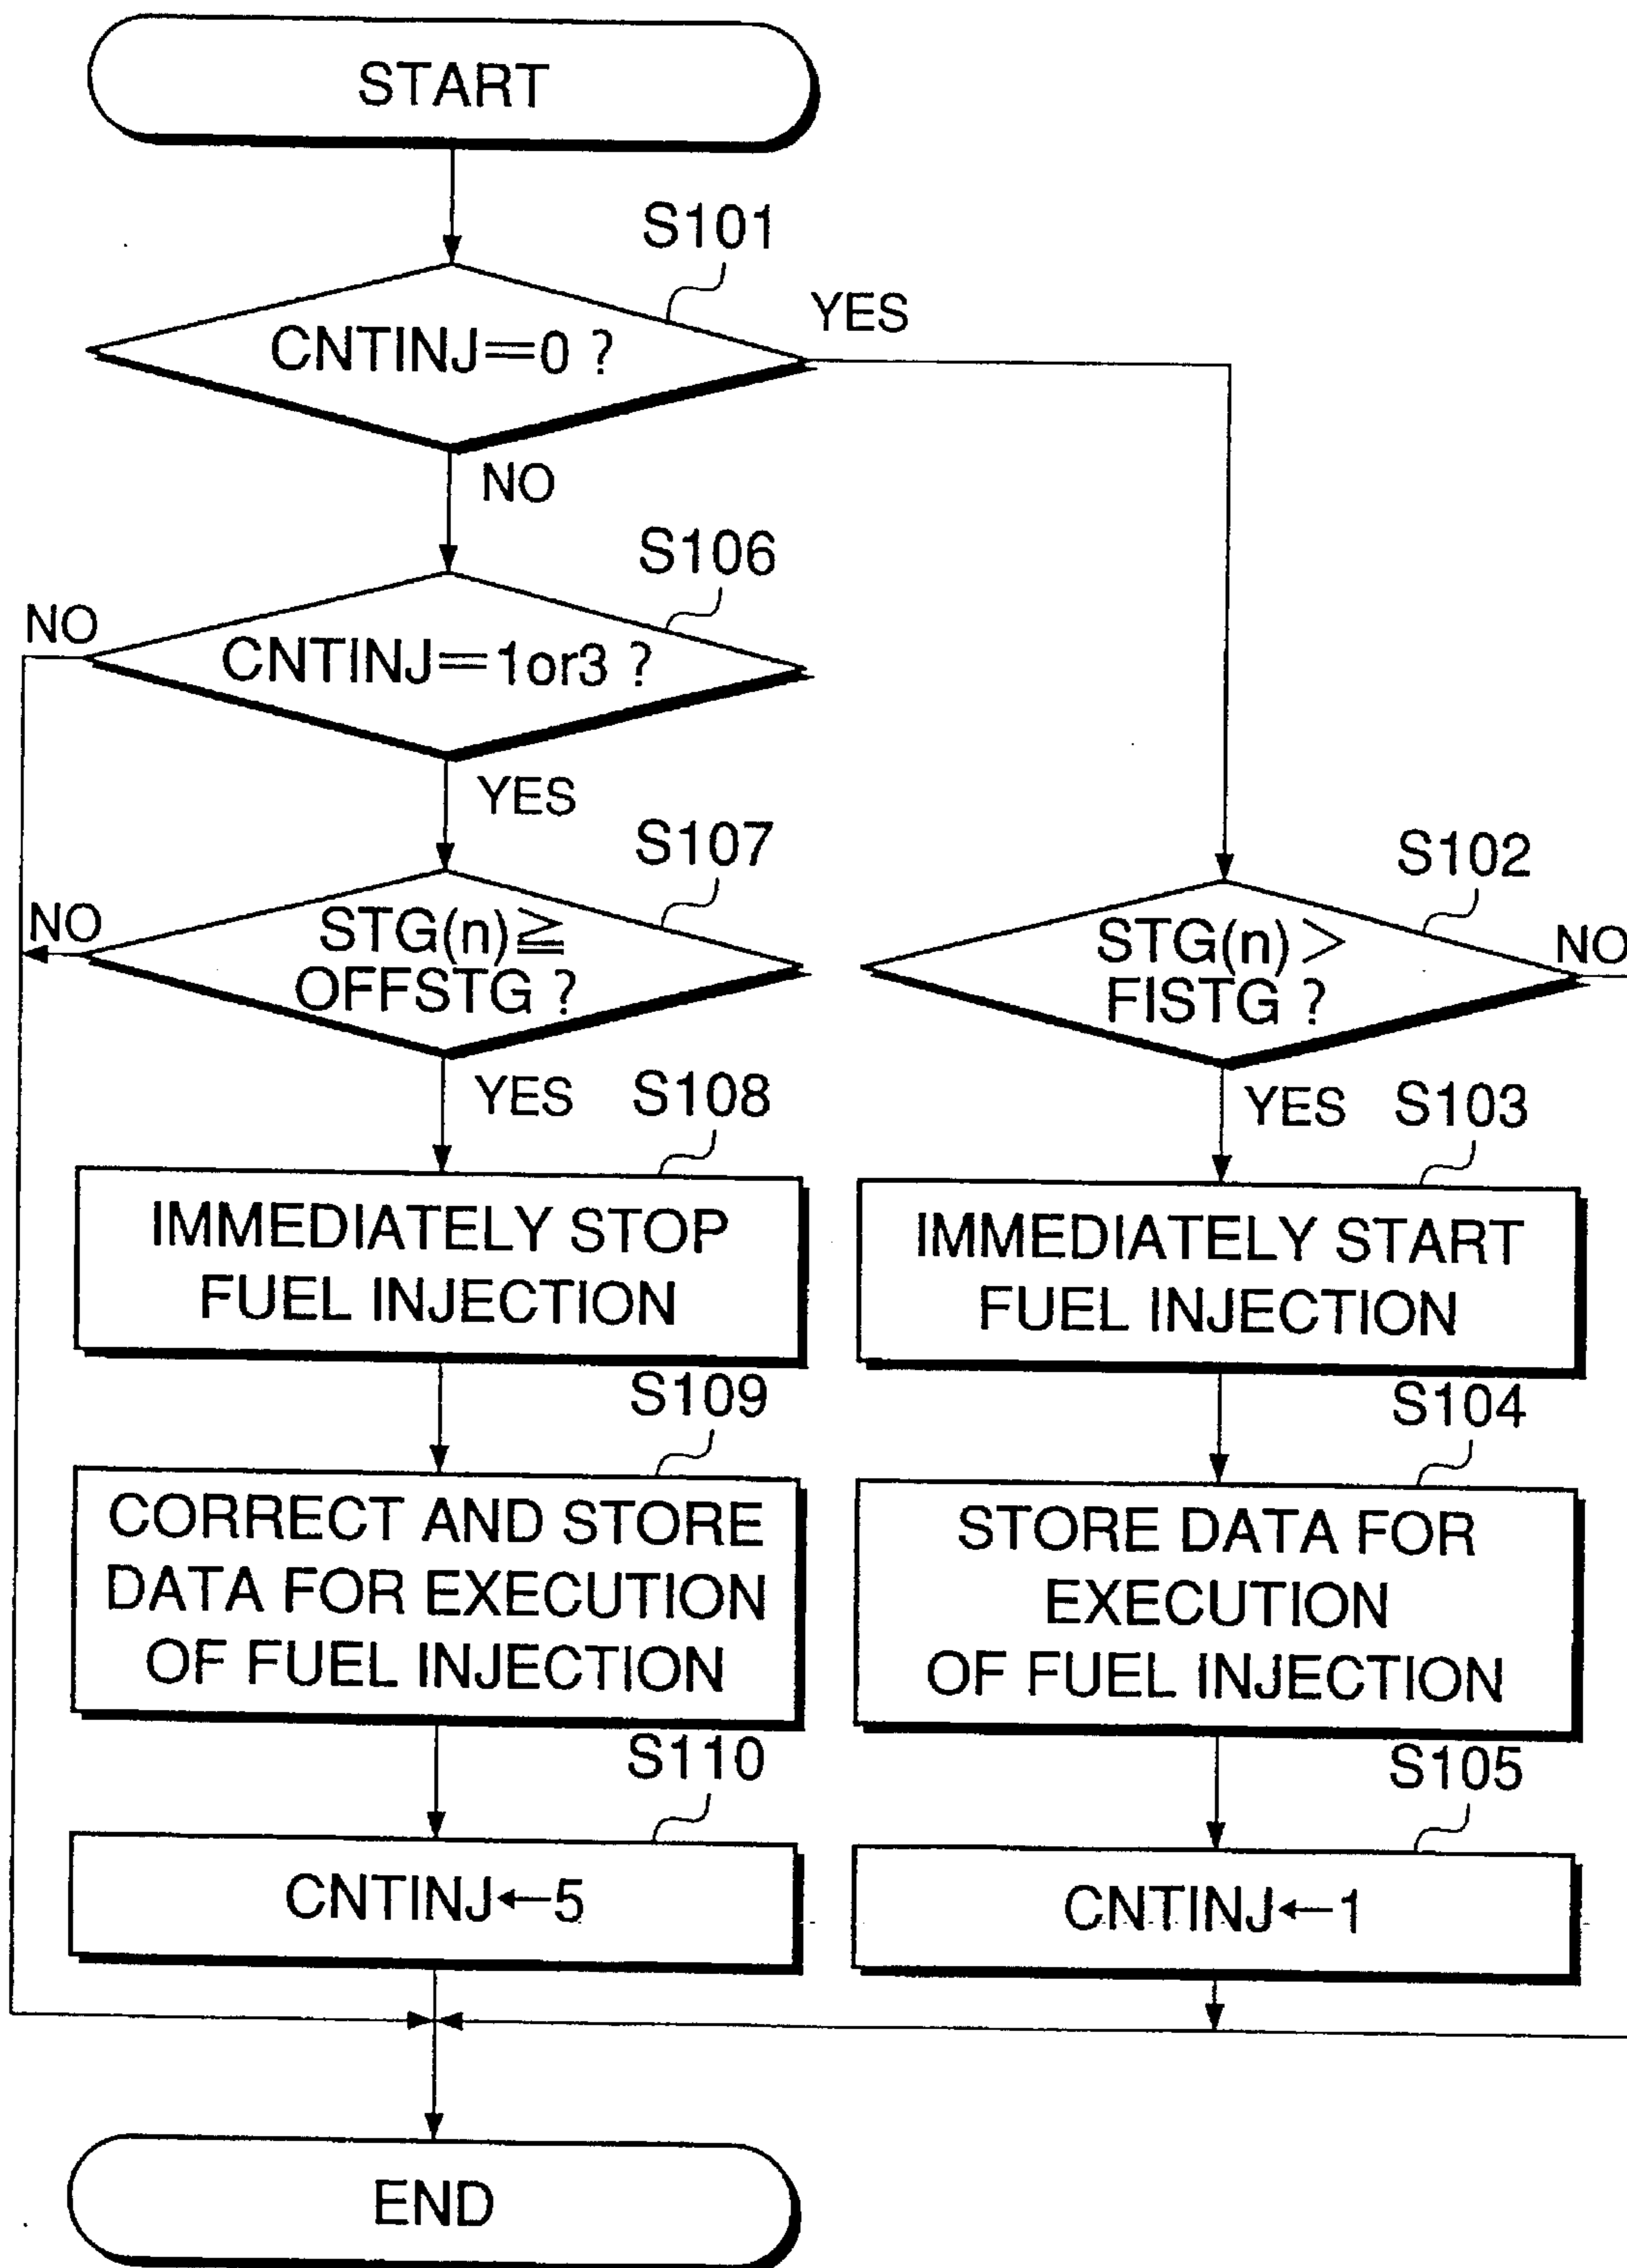 START
S101
CNTINJ=0 ?
YES
NO
S106
NO
CNTINJ=1or3 ?
YES
S107
NO
STG(n)≧
OFFSTG ?
S102
STG(n)>
FISTG ?
NO
YES
S108
IMMEDIATELY STOP
FUEL INJECTION
YES
S103
IMMEDIATELY START
FUEL INJECTION
S109
CORRECT AND STORE
DATA FOR EXECUTION
OF FUEL INJECTION
S104
STORE DATA FOR
EXECUTION
OF FUEL INJECTION
S110
CNTINJ←5
S105
CNTINJ←1
END